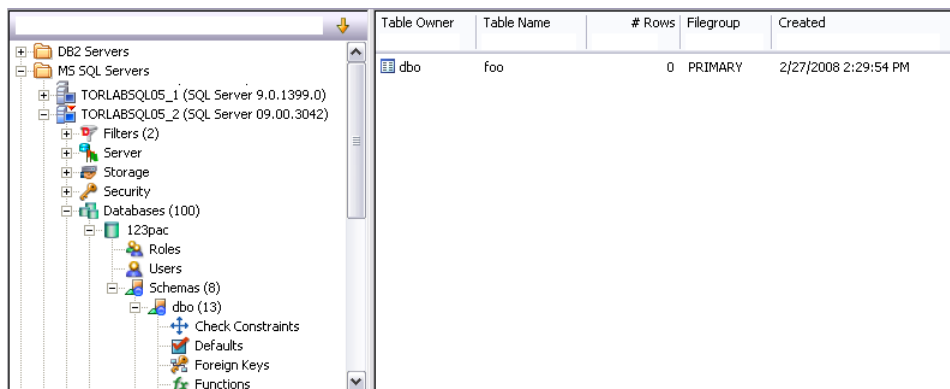 Table Owner Table Name # Rows Filegroup Created
DB2 Servers
MS SQL Servers
TORLABSQL05_1 (SQL Server 9.0.1399.0)
TORLABSQL05_2 (SQL Server 09.00.3042)
Filters (2)
Server
Storage
Security
Databases (100)
123pac
Roles
Users
Schemas (8)
dbo (13)
Check Constraints
Defaults
Foreign Keys
Functions
dbo foo 0 PRIMARY 2/27/2008 2:29:54 PM